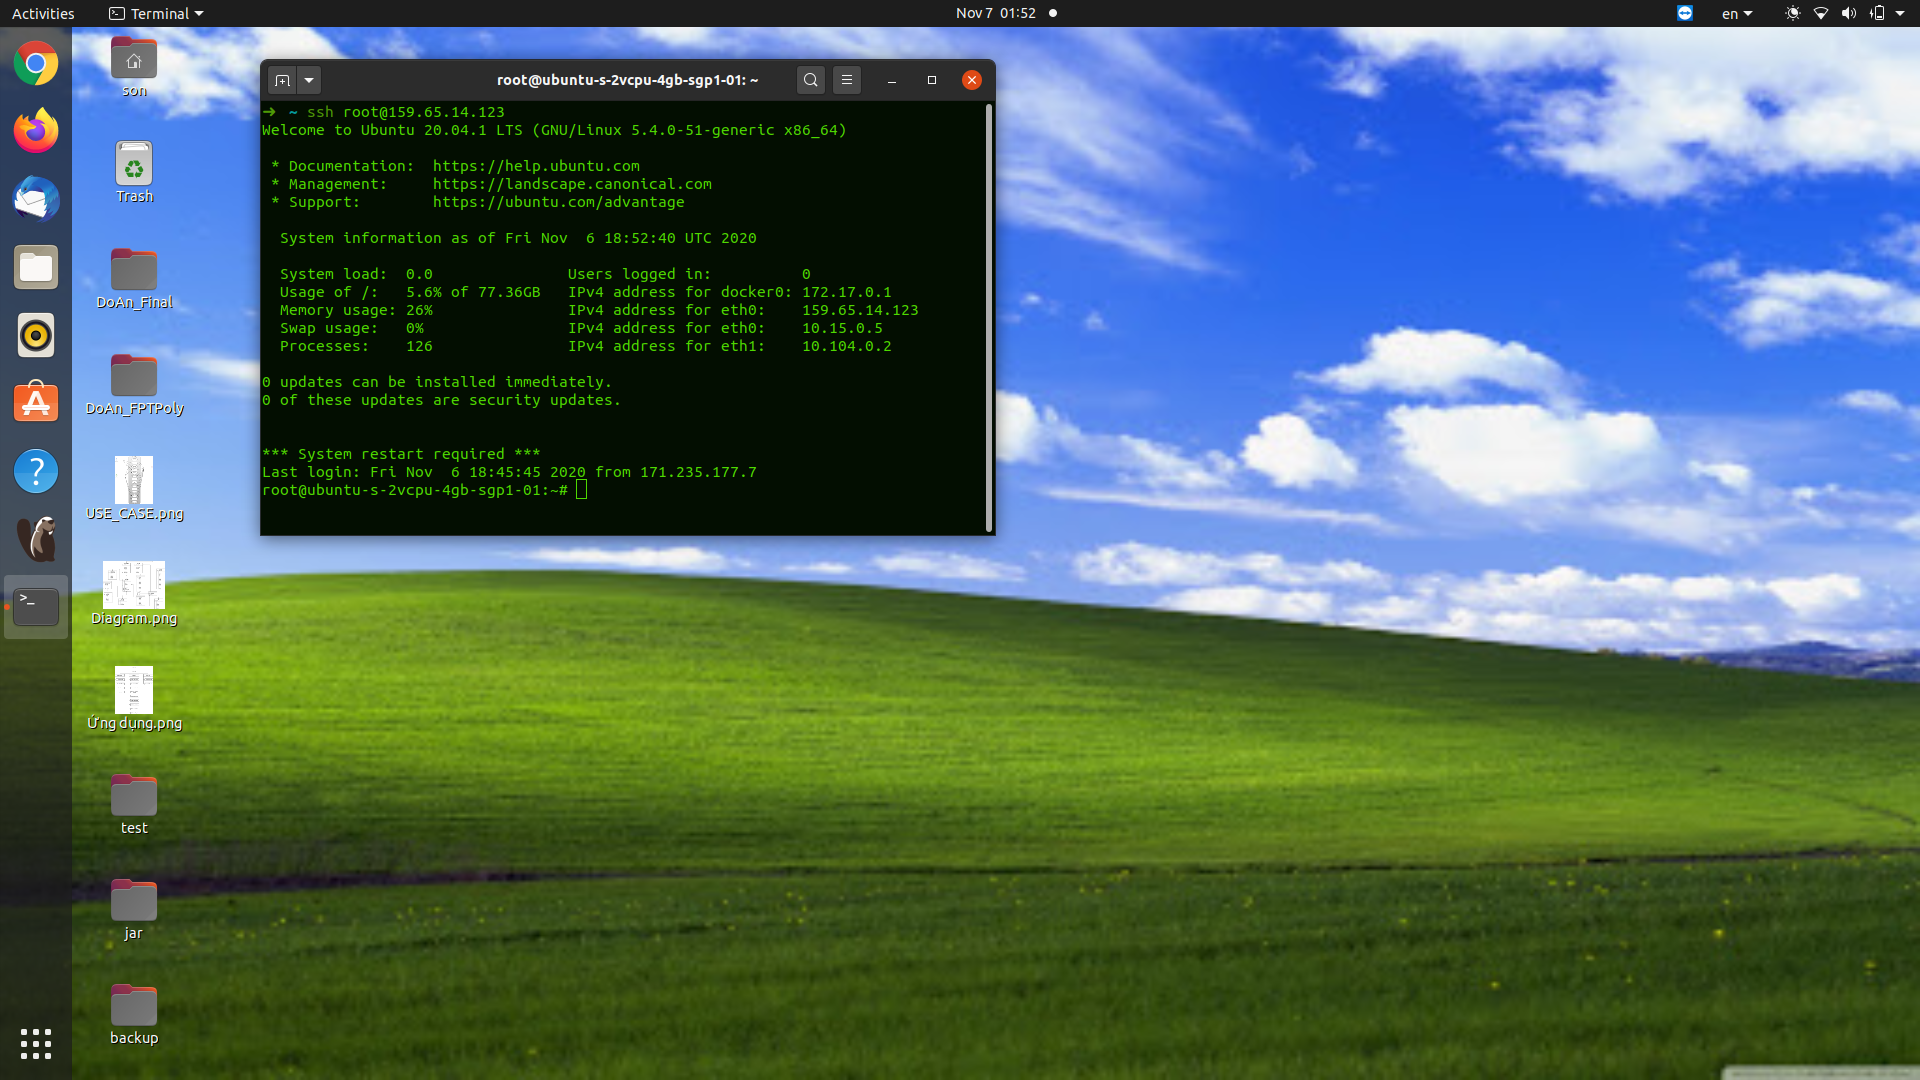 Activities
Terminal
Nov 7 01:52
en
root@ubuntu-s-2vcpu-4gb-sgp1-01: ~
→ ~ ssh root@159.65.14.123
Welcome to Ubuntu 20.04.1 LTS (GNU/Linux 5.4.0-51-generic x86_64)
* Documentation: https://help.ubuntu.com
* Management: https://landscape.canonical.com
* Support: https://ubuntu.com/advantage
System information as of Fri Nov 6 18:52:40 UTC 2020
System load: 0.0 Users logged in: 0
Usage of /: 5.6% of 77.36GB IPv4 address for docker0: 172.17.0.1
Memory usage: 26% IPv4 address for eth0: 159.65.14.123
Swap usage: 0% IPv4 address for eth0: 10.15.0.5
Processes: 126 IPv4 address for eth1: 10.104.0.2
0 updates can be installed immediately.
0 of these updates are security updates.
*** System restart required ***
Last login: Fri Nov 6 18:45:45 2020 from 171.235.177.7
root@ubuntu-s-2vcpu-4gb-sgp1-01:~#
son
Trash
DoAn_Final
DoAn_FPTPoly
USE_CASE.png
Diagram.png
Ứng dụng.png
test
jar
backup